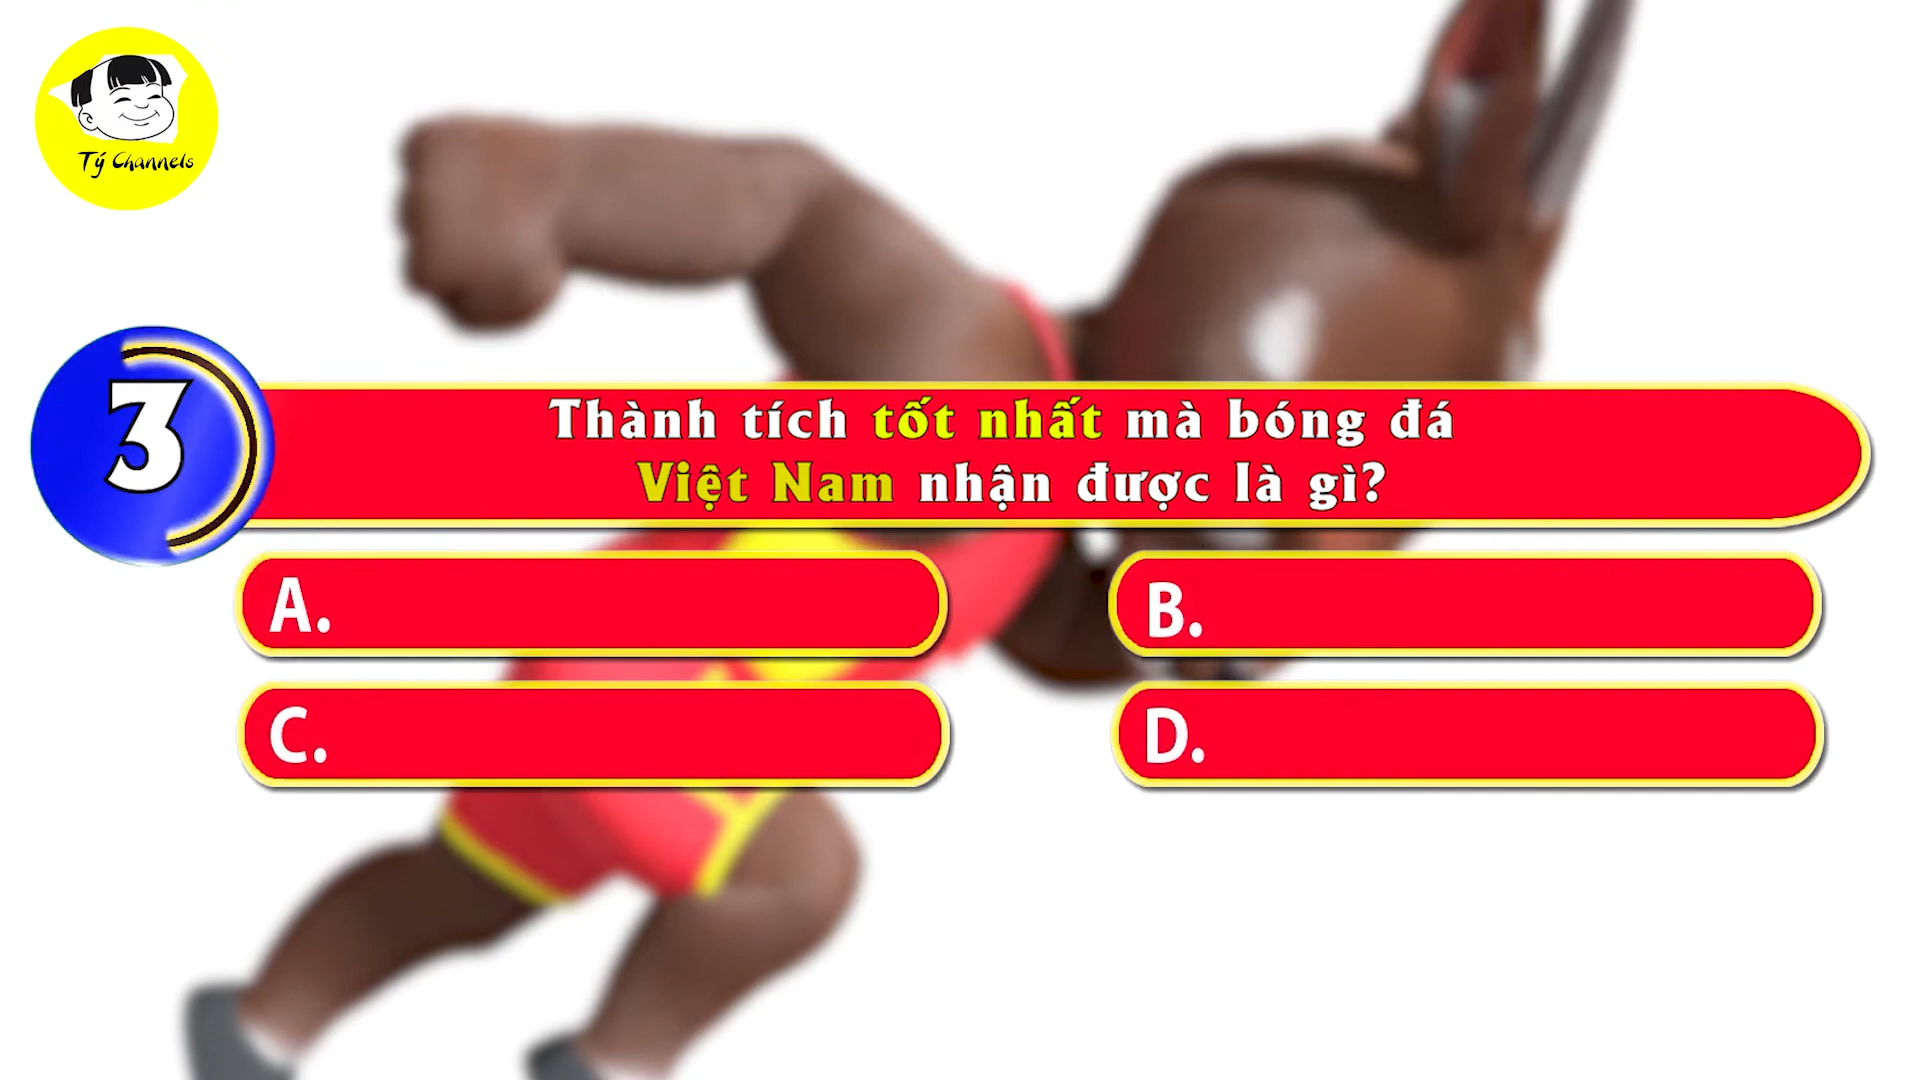 Tý Channels
3
Thành tích tốt nhất mà bóng đá
Việt Nam nhận được là gì?
A.
B.
C.
D.